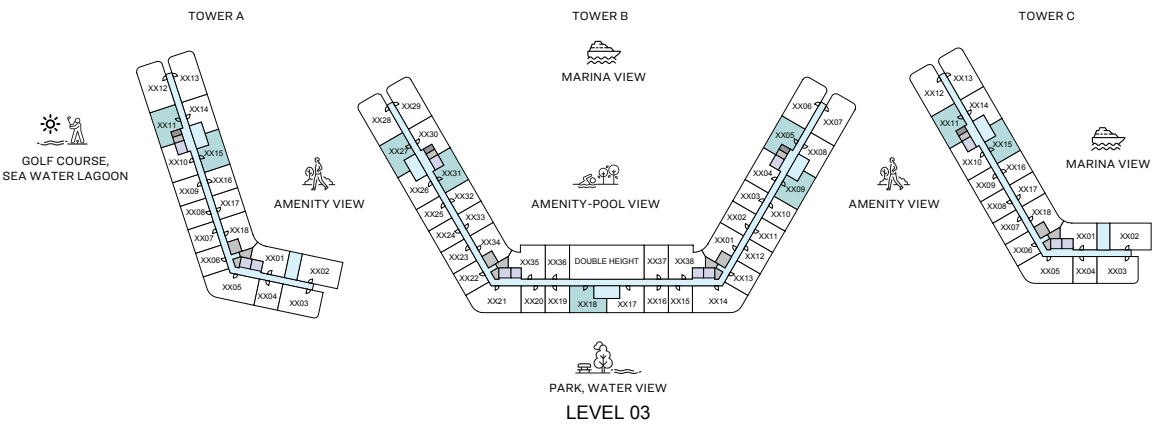 TOWER A
TOWER B
TOWER C
MARINA VIEW
GOLF COURSE,
SEA WATER LAGOON
AMENITY VIEW
AMENITY-POOL VIEW
AMENITY VIEW
MARINA VIEW
XX13
XX12
XX14
XX11
XX15
XX10
XX16
XX09
XX17
XX08
XX18
XX07
XX06
XX01
XX02
XX05
XX04
XX03
XX29
XX28
XX30
XX27
XX31
XX26
XX32
XX25
XX33
XX24
XX34
XX23
XX22
XX21
XX35
XX36
DOUBLE HEIGHT
XX37
XX38
XX20
XX19
XX18
XX17
XX16
XX15
XX14
XX06
XX07
XX05
XX08
XX04
XX09
XX03
XX10
XX02
XX11
XX01
XX12
XX13
XX13
XX12
XX14
XX11
XX15
XX10
XX16
XX09
XX17
XX08
XX18
XX07
XX06
XX01
XX02
XX05
XX04
XX03
PARK, WATER VIEW
LEVEL 03